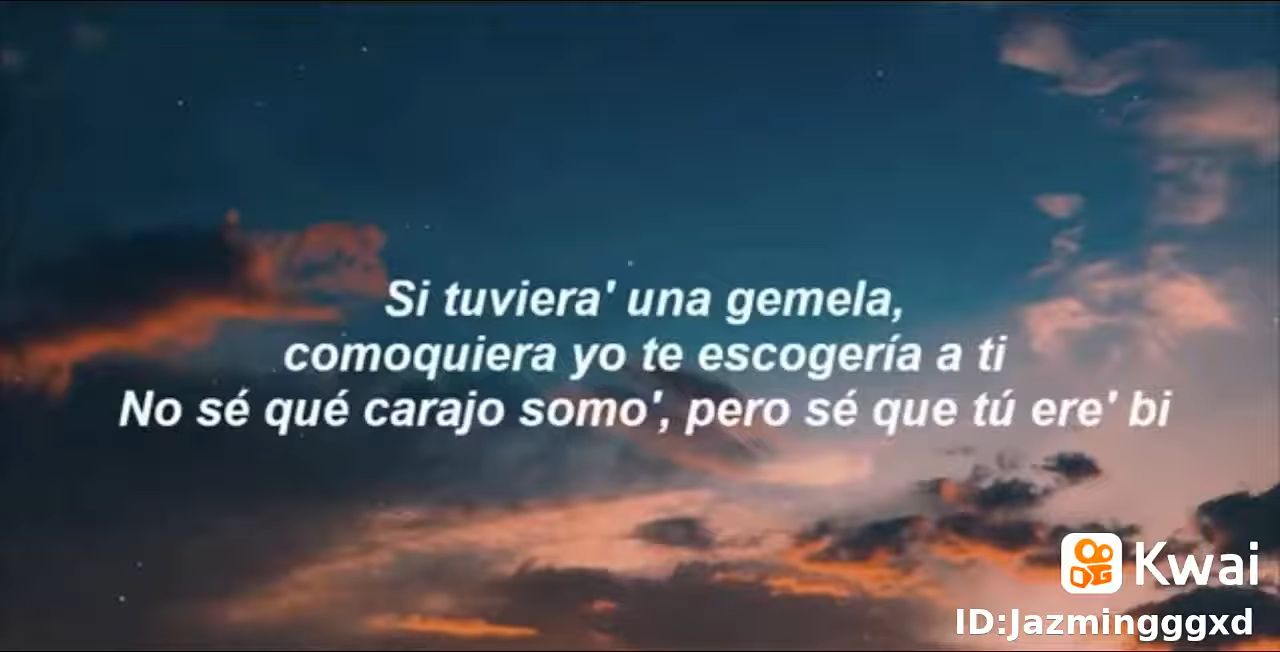 Si tuviera' una gemela,
comoquiera yo te escogería a ti
No sé qué carajo somo', pero sé que tú ere' bi
Kwai
ID:Jazmingggxd